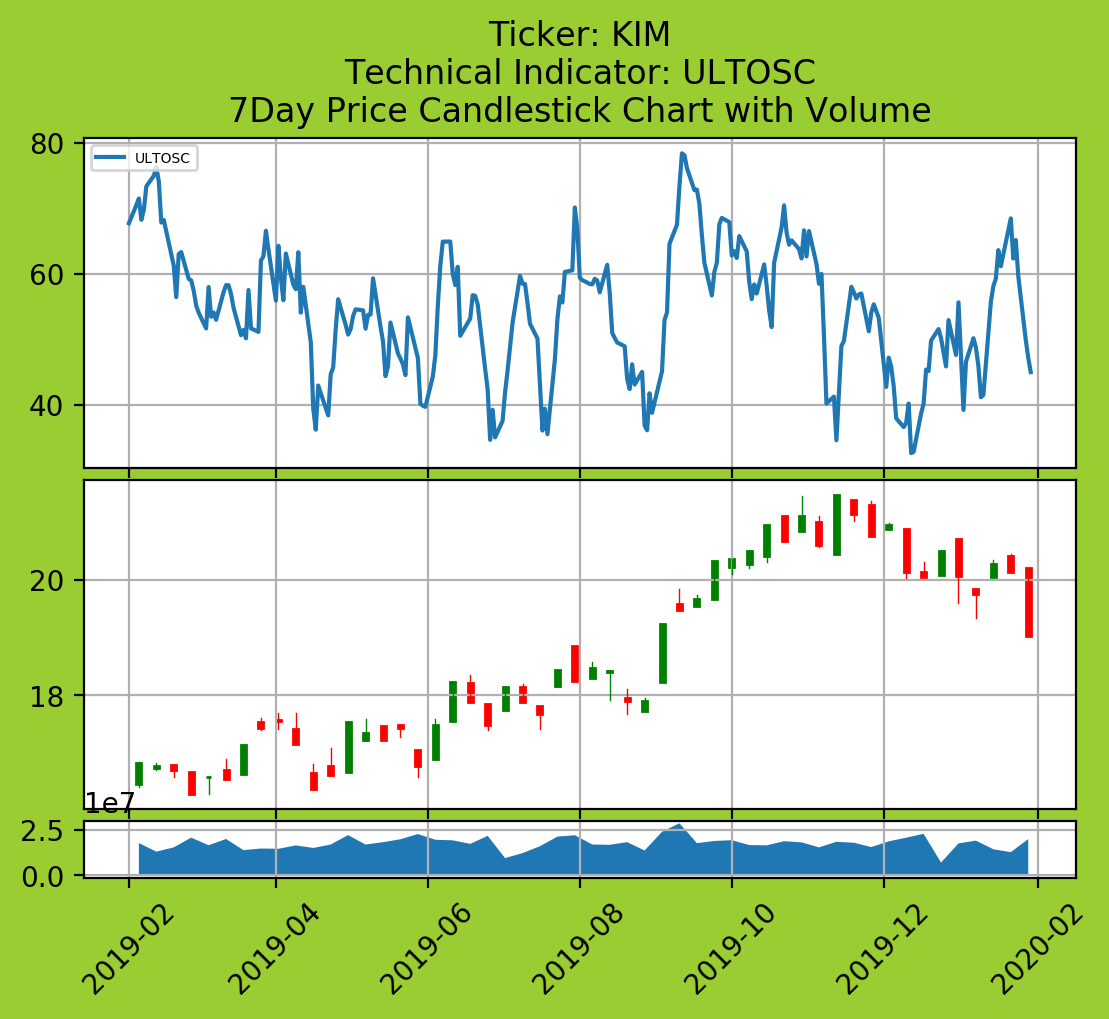 Ticker: KIM
Technical Indicator: ULTOSC
7Day Price Candlestick Chart with Volume
80
ULTOSC
60
40
20
18
1e7
2.5
0.0
2019-02
2019-04
2019-06
2019-08
2019-10
2019-12
2020-02